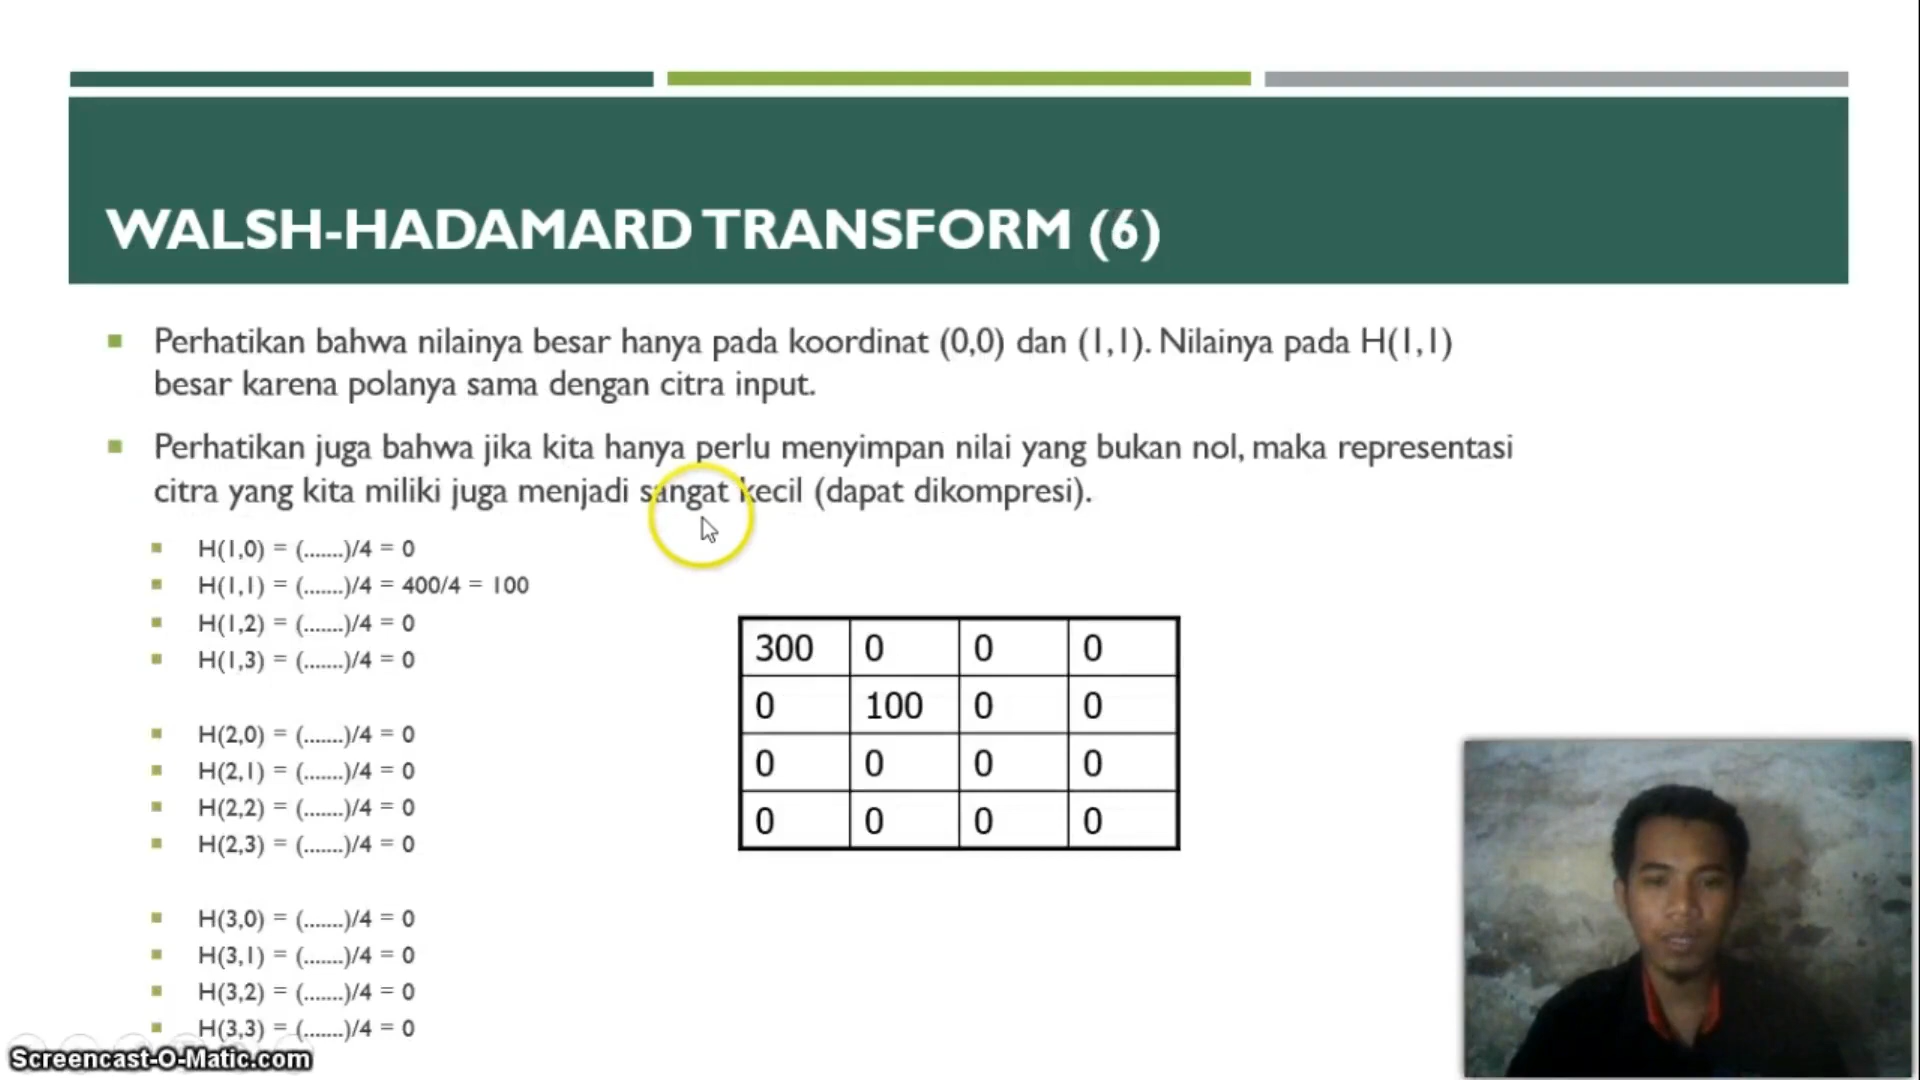 WALSH-HADAMARD TRANSFORM (6)
Perhatikan bahwa nilainya besar hanya pada koordinat (0,0) dan (1,1). Nilainya pada H(1,1)
besar karena polanya sama dengan citra input.
Perhatikan juga bahwa jika kita hanya perlu menyimpan nilai yang bukan nol, maka representasi
citra yang kita miliki juga menjadi sangat kecil (dapat dikompresi).
H(1,0) = (.......)/4 = 0
H(1,1) = (.......)/4 = 400/4 = 100
H(1,2) = (.......)/4 = 0
H(1,3) = (.......)/4 = 0
H(2,0) = (.......)/4 = 0
H(2,1) = (.......)/4 = 0
H(2,2) = (.......)/4 = 0
H(2,3) = (.......)/4 = 0
H(3,0) = (.......)/4 = 0
H(3,1) = (.......)/4 = 0
H(3,2) = (.......)/4 = 0
H(3,3) = (.......)/4 = 0
300 0 0 0
0 100 0 0
0 0 0 0
0 0 0 0
Screencast-O-Matic.com